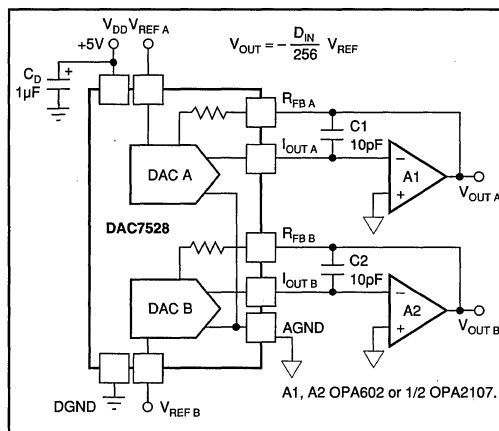 V_DD V_REF A
+5V
V_OUT = - D_IN / 256 V_REF
C_D
+
1µF
R_FB A
C1
10pF
I_OUT A
DAC A
−
A1
+
V_OUT A
DAC7528
R_FB B
C2
10pF
I_OUT B
DAC B
−
A2
+
V_OUT B
AGND
DGND
V_REF B
A1, A2 OPA602 or 1/2 OPA2107.